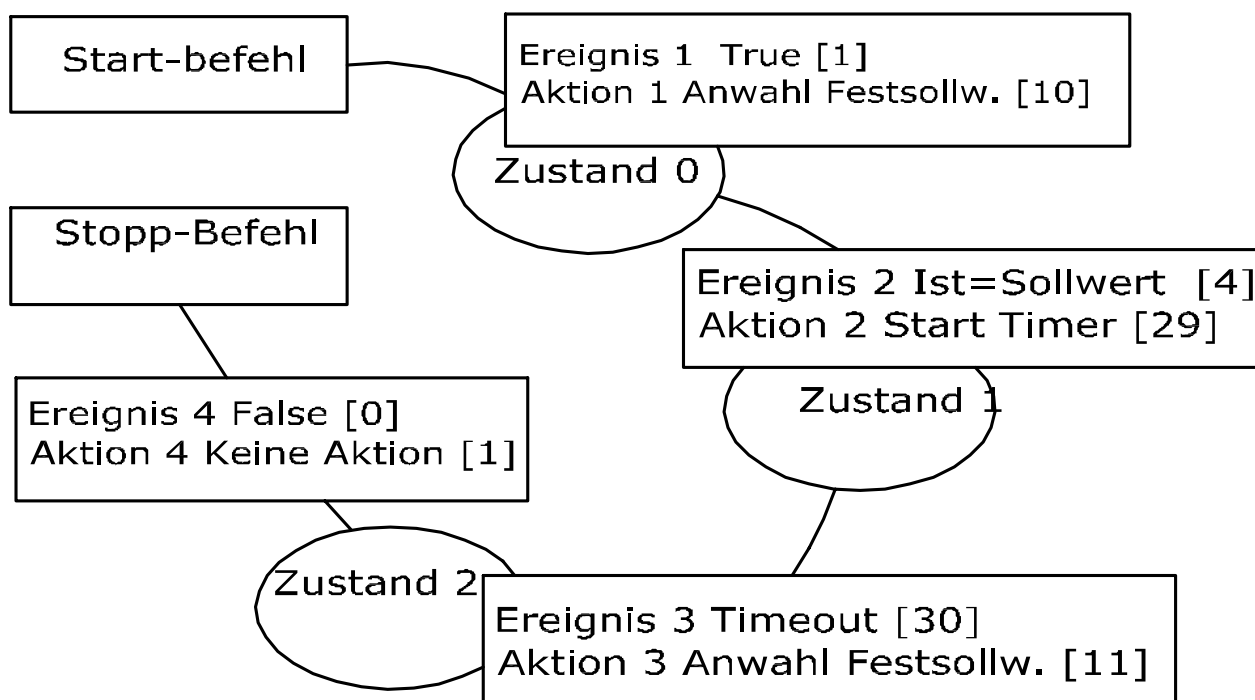 Start-befehl
Ereignis 1 True [1]
Aktion 1 Anwahl Festsollw. [10]
Zustand 0
Stopp-Befehl
Ereignis 2 Ist=Sollwert [4]
Aktion 2 Start Timer [29]
Zustand 1
Ereignis 4 False [0]
Aktion 4 Keine Aktion [1]
Zustand 2
Ereignis 3 Timeout [30]
Aktion 3 Anwahl Festsollw. [11]